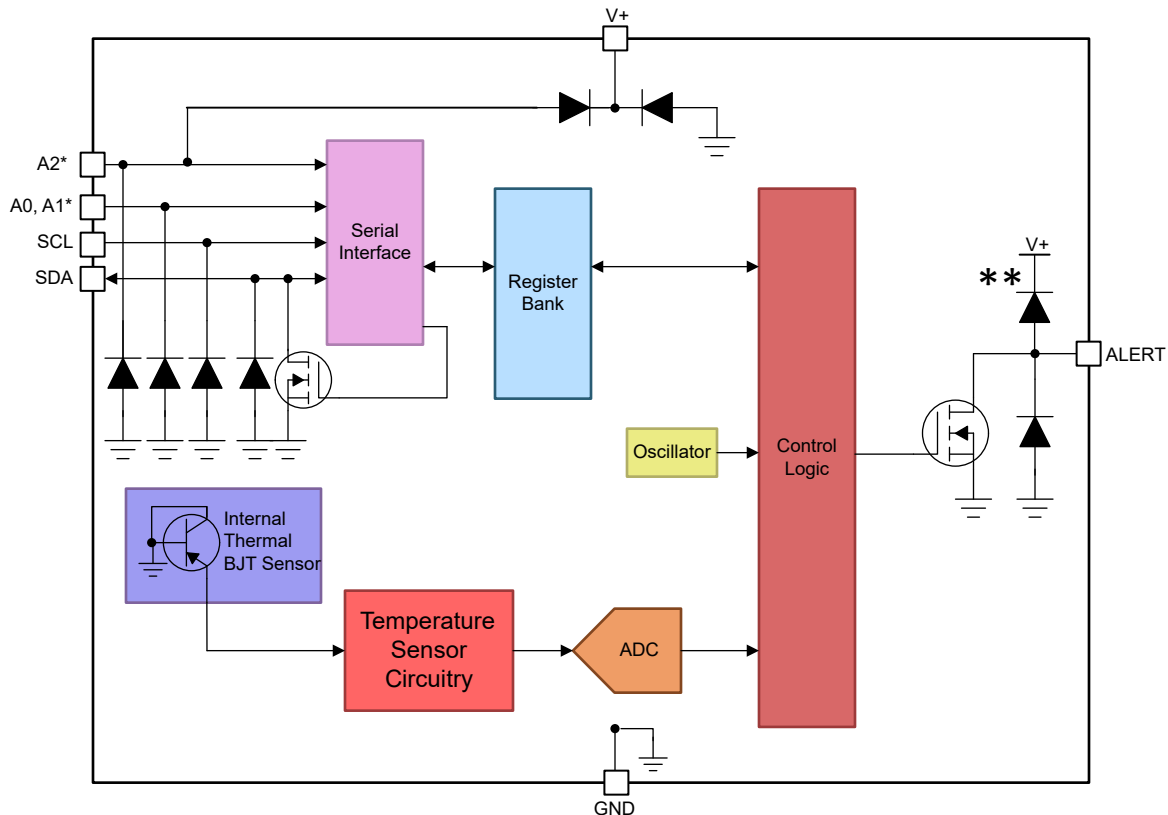 V+
A2*
A0, A1*
SCL
SDA
Serial
Interface
Register
Bank
V+
**
ALERT
Oscillator
Control
Logic
Internal
Thermal
BJT Sensor
Temperature
Sensor
Circuitry
ADC
GND